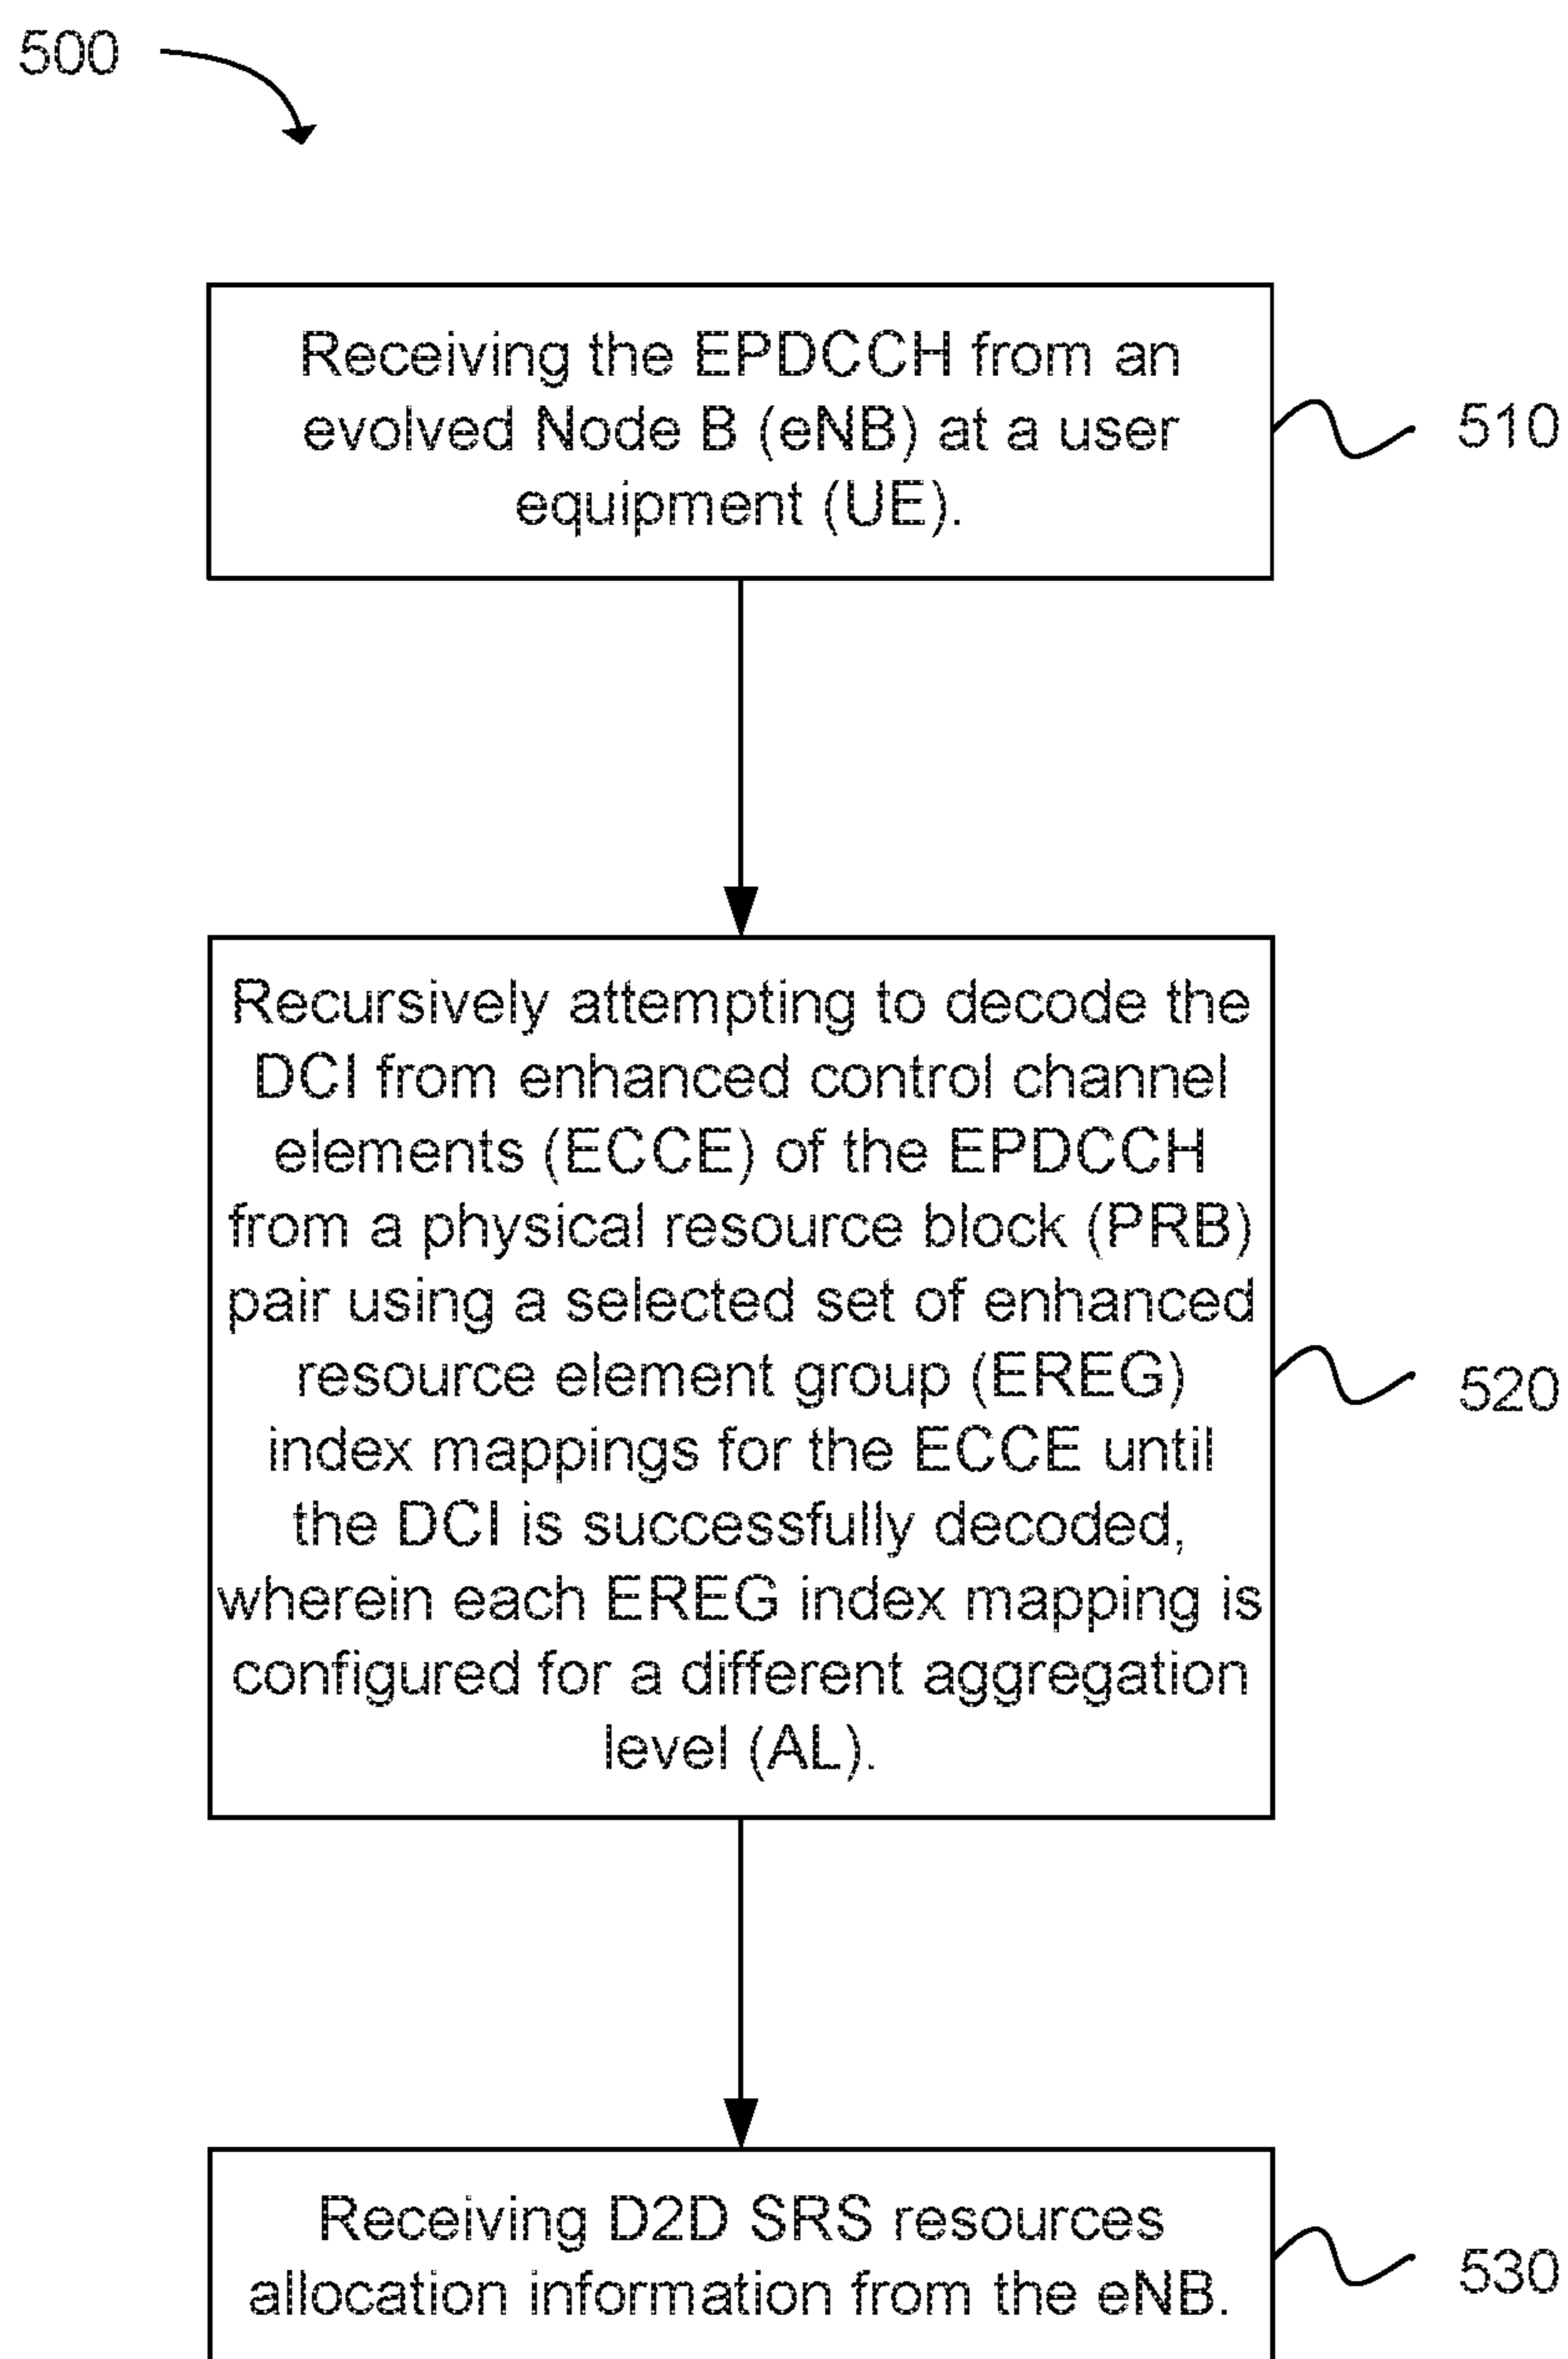 500
Receiving the EPDCCH from an
evolved Node B (eNB) at a user
equipment (UE).
510
Recursively attempting to decode the
DCI from enhanced control channel
elements (ECCE) of the EPDCCH
from a physical resource block (PRB)
pair using a selected set of enhanced
resource element group (EREG)
index mappings for the ECCE until
the DCI is successfully decoded,
wherein each EREG index mapping is
configured for a different aggregation
level (AL).
520
Receiving D2D SRS resources
allocation information from the eNB.
530